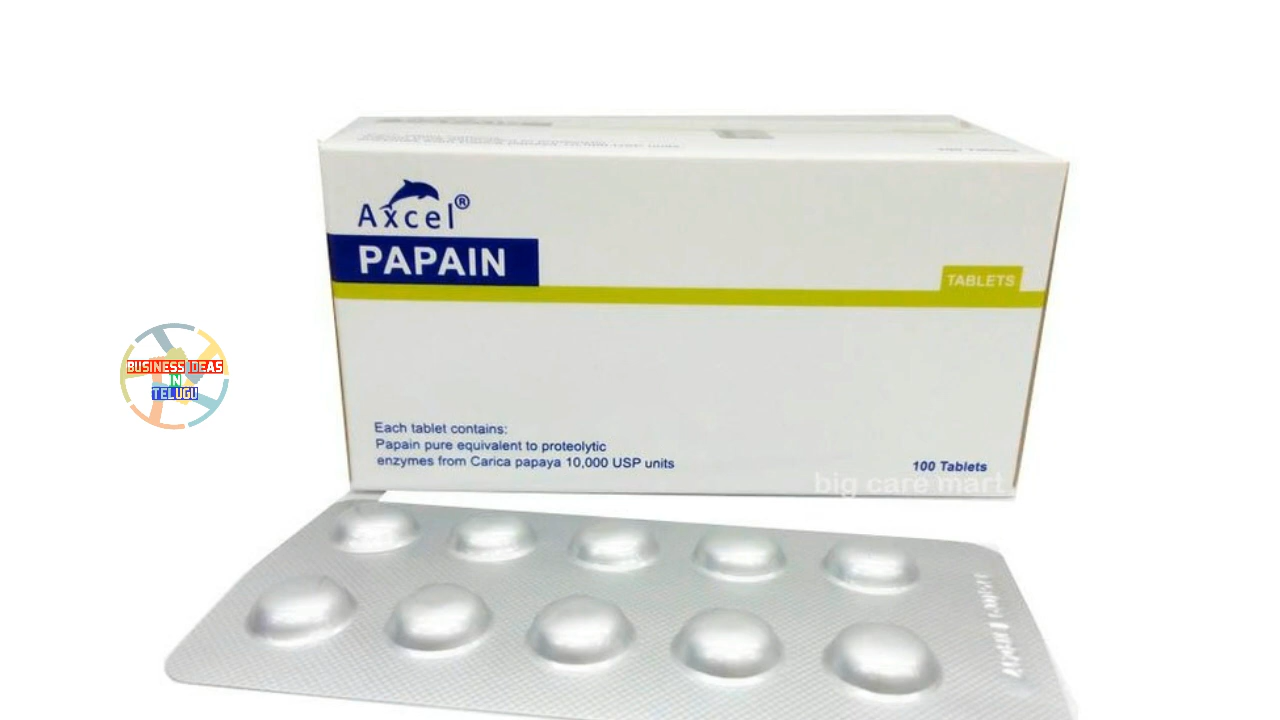 Axcel®
PAPAIN
TABLETS
BUSINESS IDEAS
N
TELUGU
Each tablet contains:
Papain pure equivalent to proteolytic
enzymes from Carica papaya 10,000 USP units
100 Tablets
big care mart